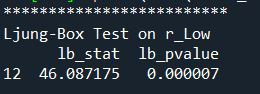 *************************
Ljung-Box Test on r_Low
lb_stat lb_pvalue
12 46.087175 0.000007